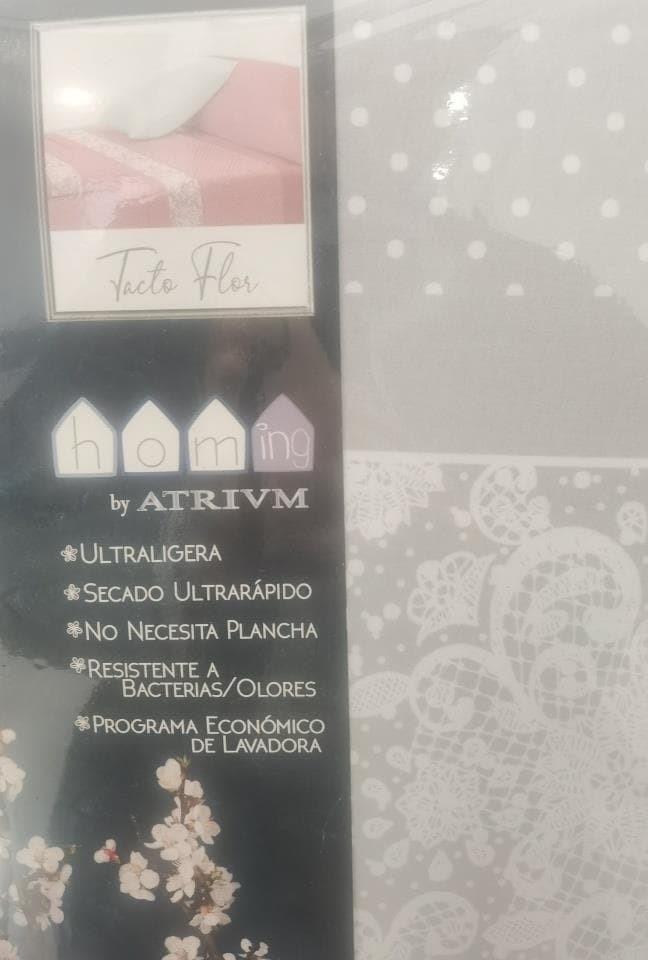 Tacto Flor
homing
by ATRIVM
ULTRALIGERA
SECADO ULTRARÁPIDO
NO NECESITA PLANCHA
RESISTENTE A
BACTERIAS/OLORES
PROGRAMA ECONÓMICO
DE LAVADORA